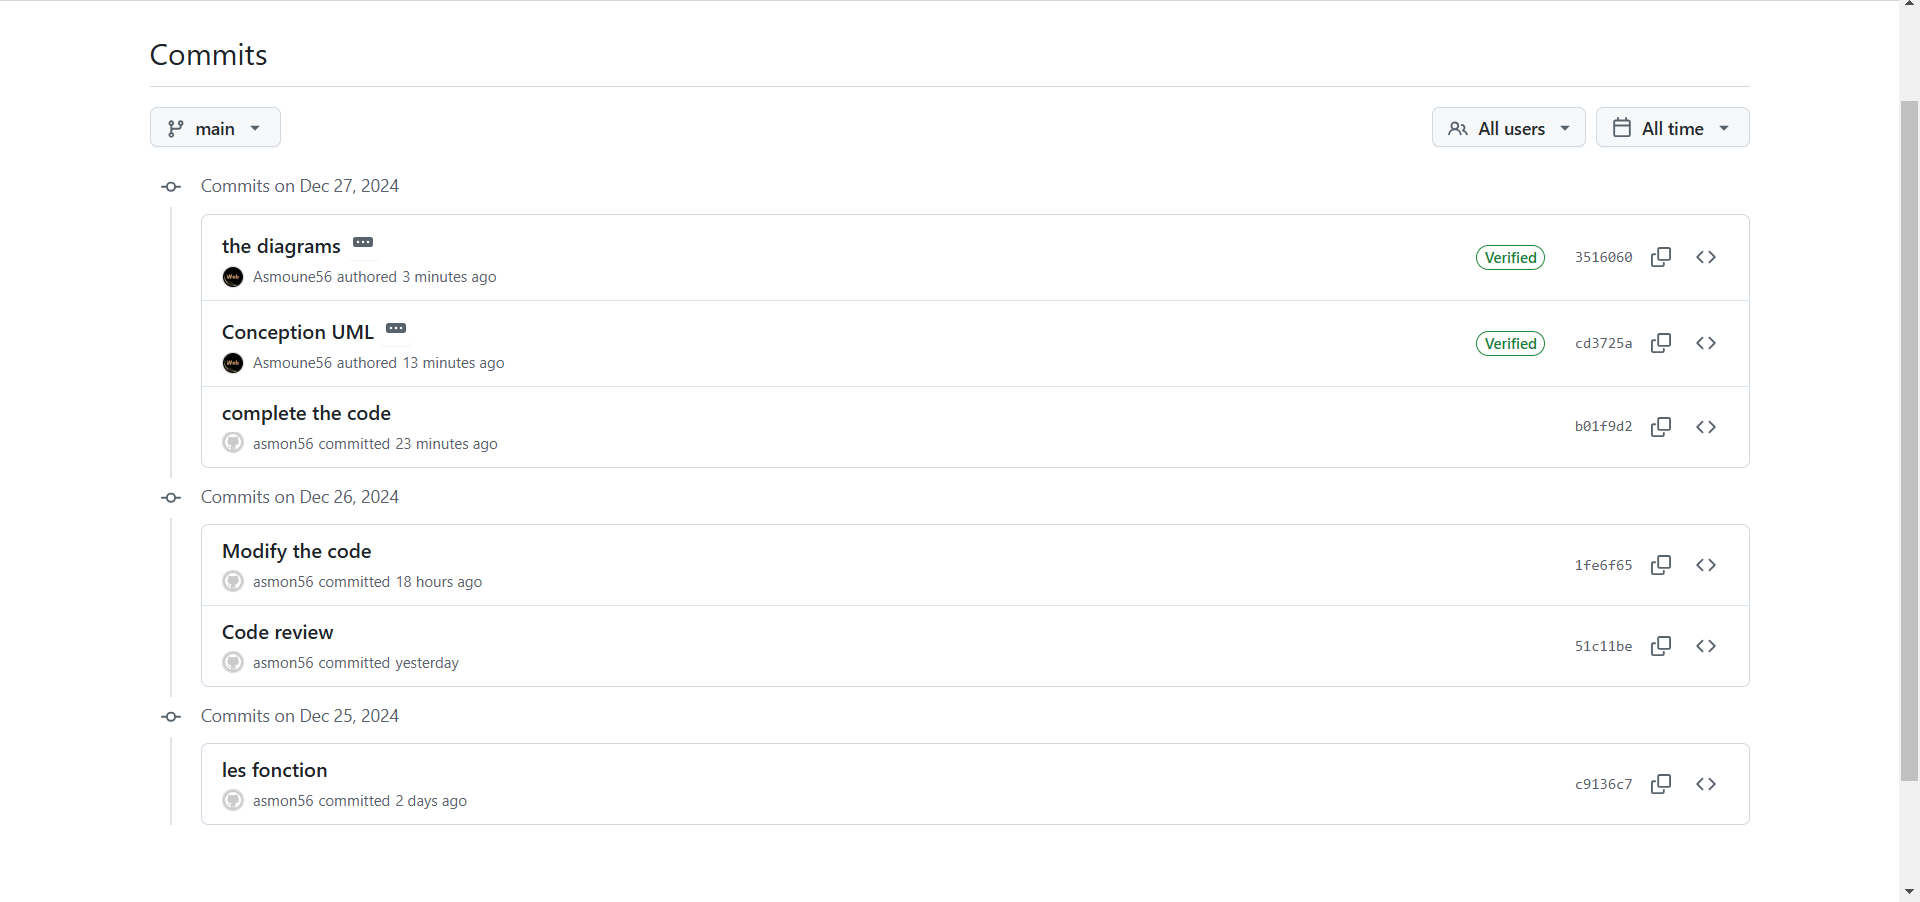 Commits
main
All users
All time
Commits on Dec 27, 2024
the diagrams
Verified
3516060
Web
Asmoune56 authored 3 minutes ago
Conception UML
Verified
cd3725a
Web
Asmoune56 authored 13 minutes ago
complete the code
b01f9d2
asmon56 committed 23 minutes ago
Commits on Dec 26, 2024
Modify the code
1fe6f65
asmon56 committed 18 hours ago
Code review
51c11be
asmon56 committed yesterday
Commits on Dec 25, 2024
les fonction
c9136c7
asmon56 committed 2 days ago